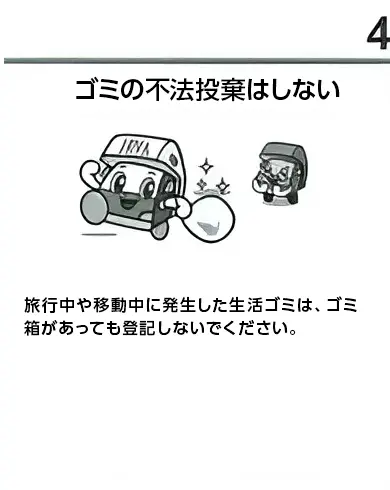 4
ゴミの不法投棄はしない
旅行中や移動中に発生した生活ゴミは、ゴミ
箱があっても登記しないでください。